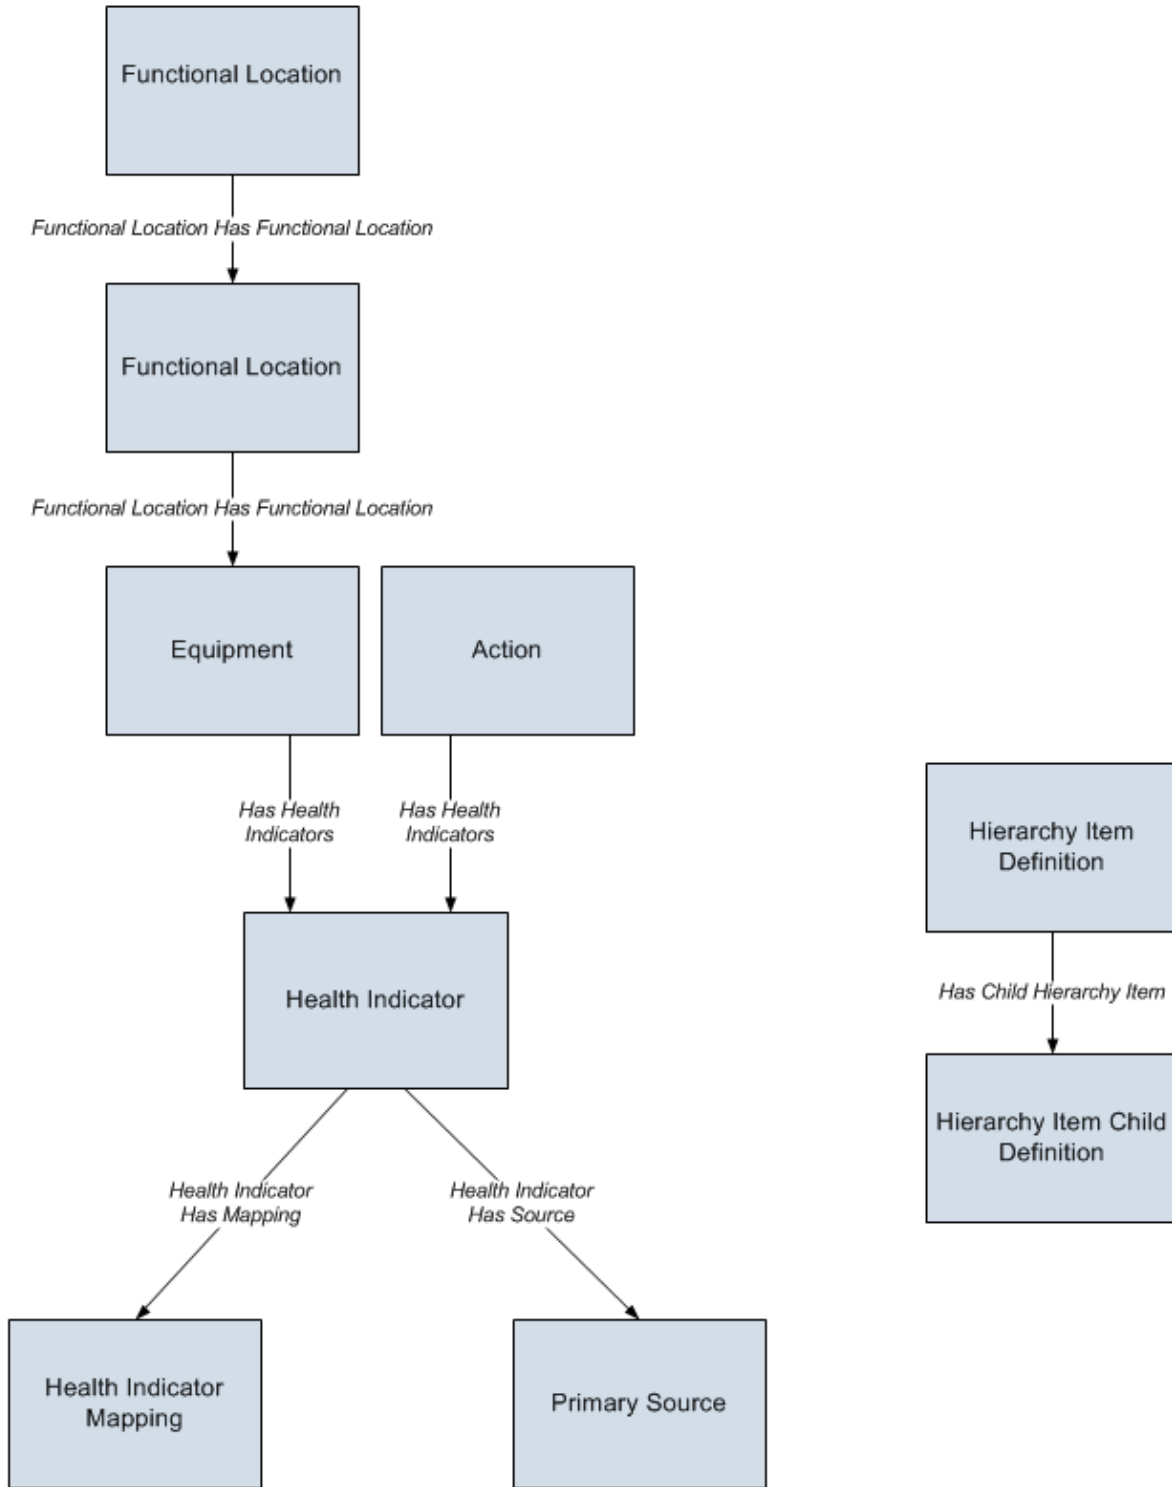 Functional Location
Functional Location Has Functional Location
Functional Location
Functional Location Has Functional Location
Equipment
Action
Has Health
Indicators
Has Health
Indicators
Hierarchy Item
Definition
Health Indicator
Has Child Hierarchy Item
Hierarchy Item Child
Definition
Health Indicator
Has Mapping
Health Indicator
Has Source
Health Indicator
Mapping
Primary Source